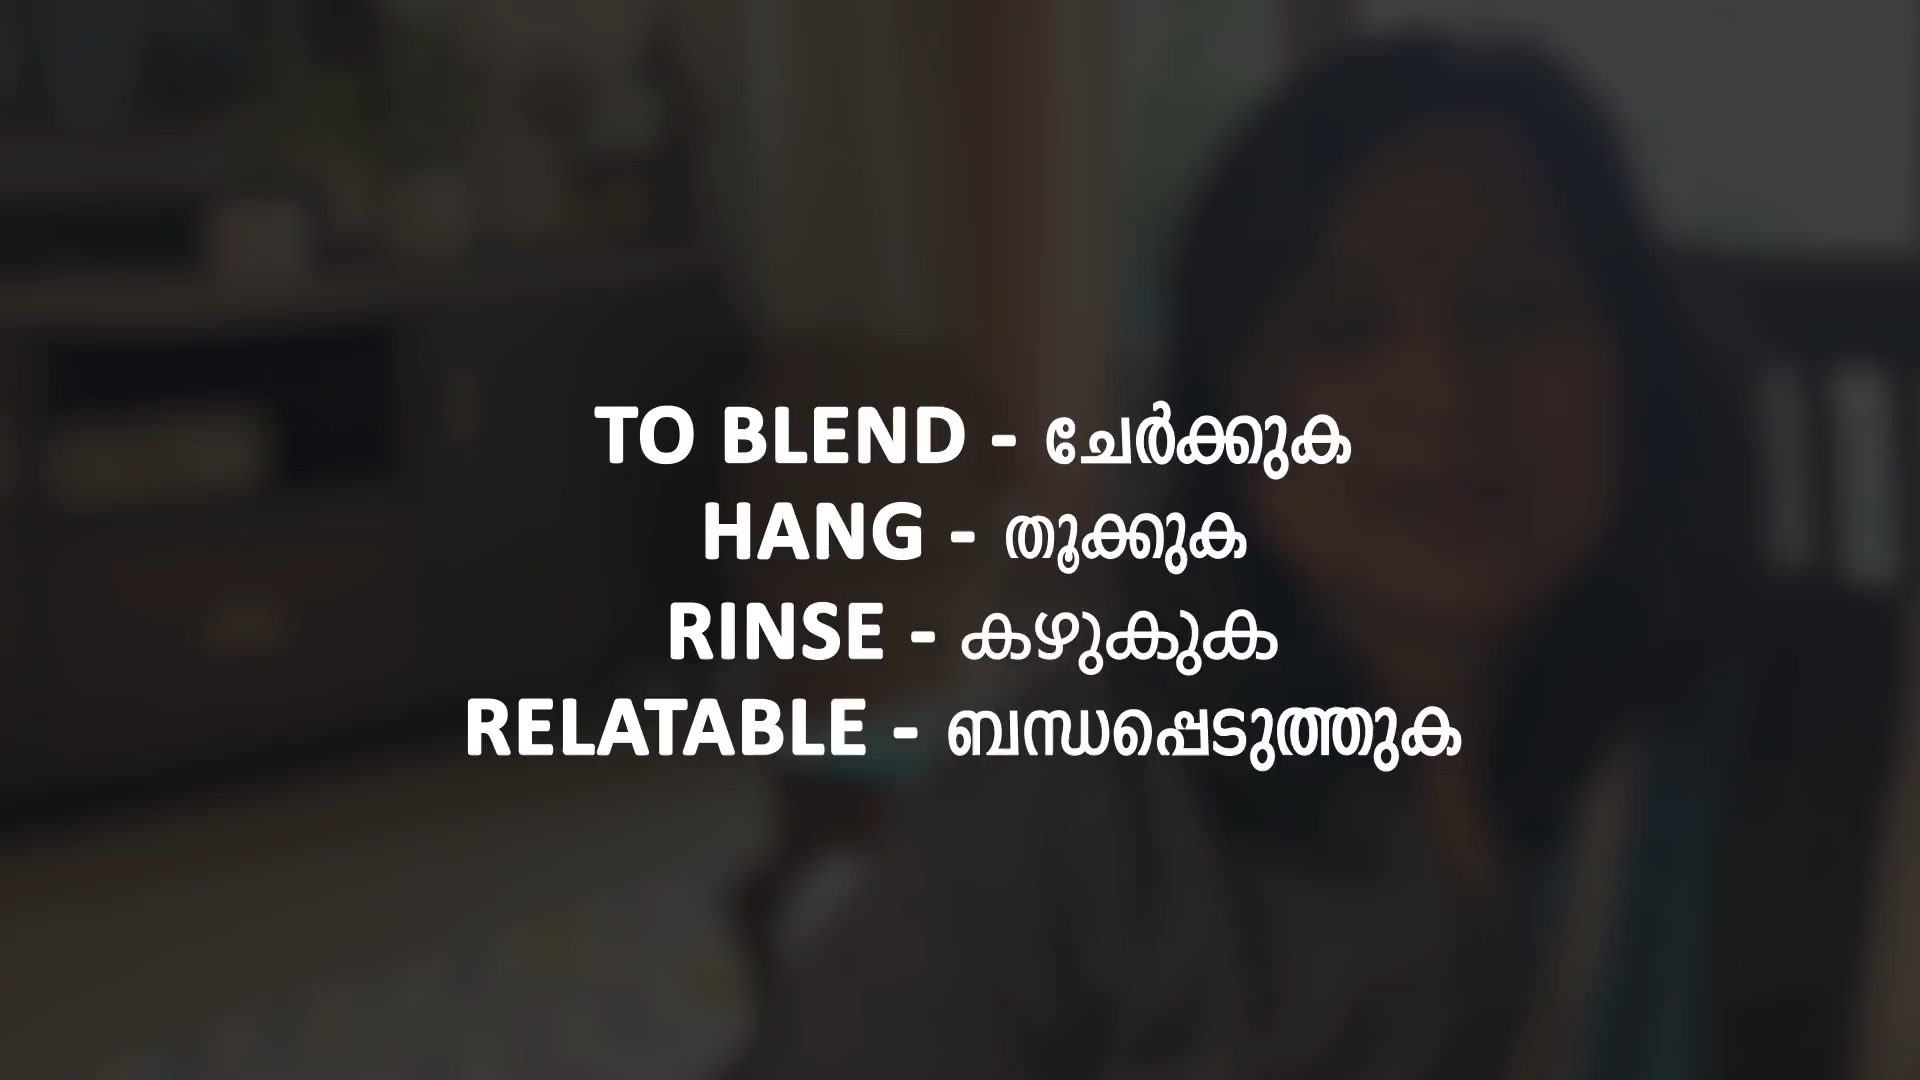 TO BLEND - ചേർക്കുക
HANG - തൂക്കുക
RINSE - കഴുകുക
RELATABLE - ബന്ധപ്പെടുത്തുക